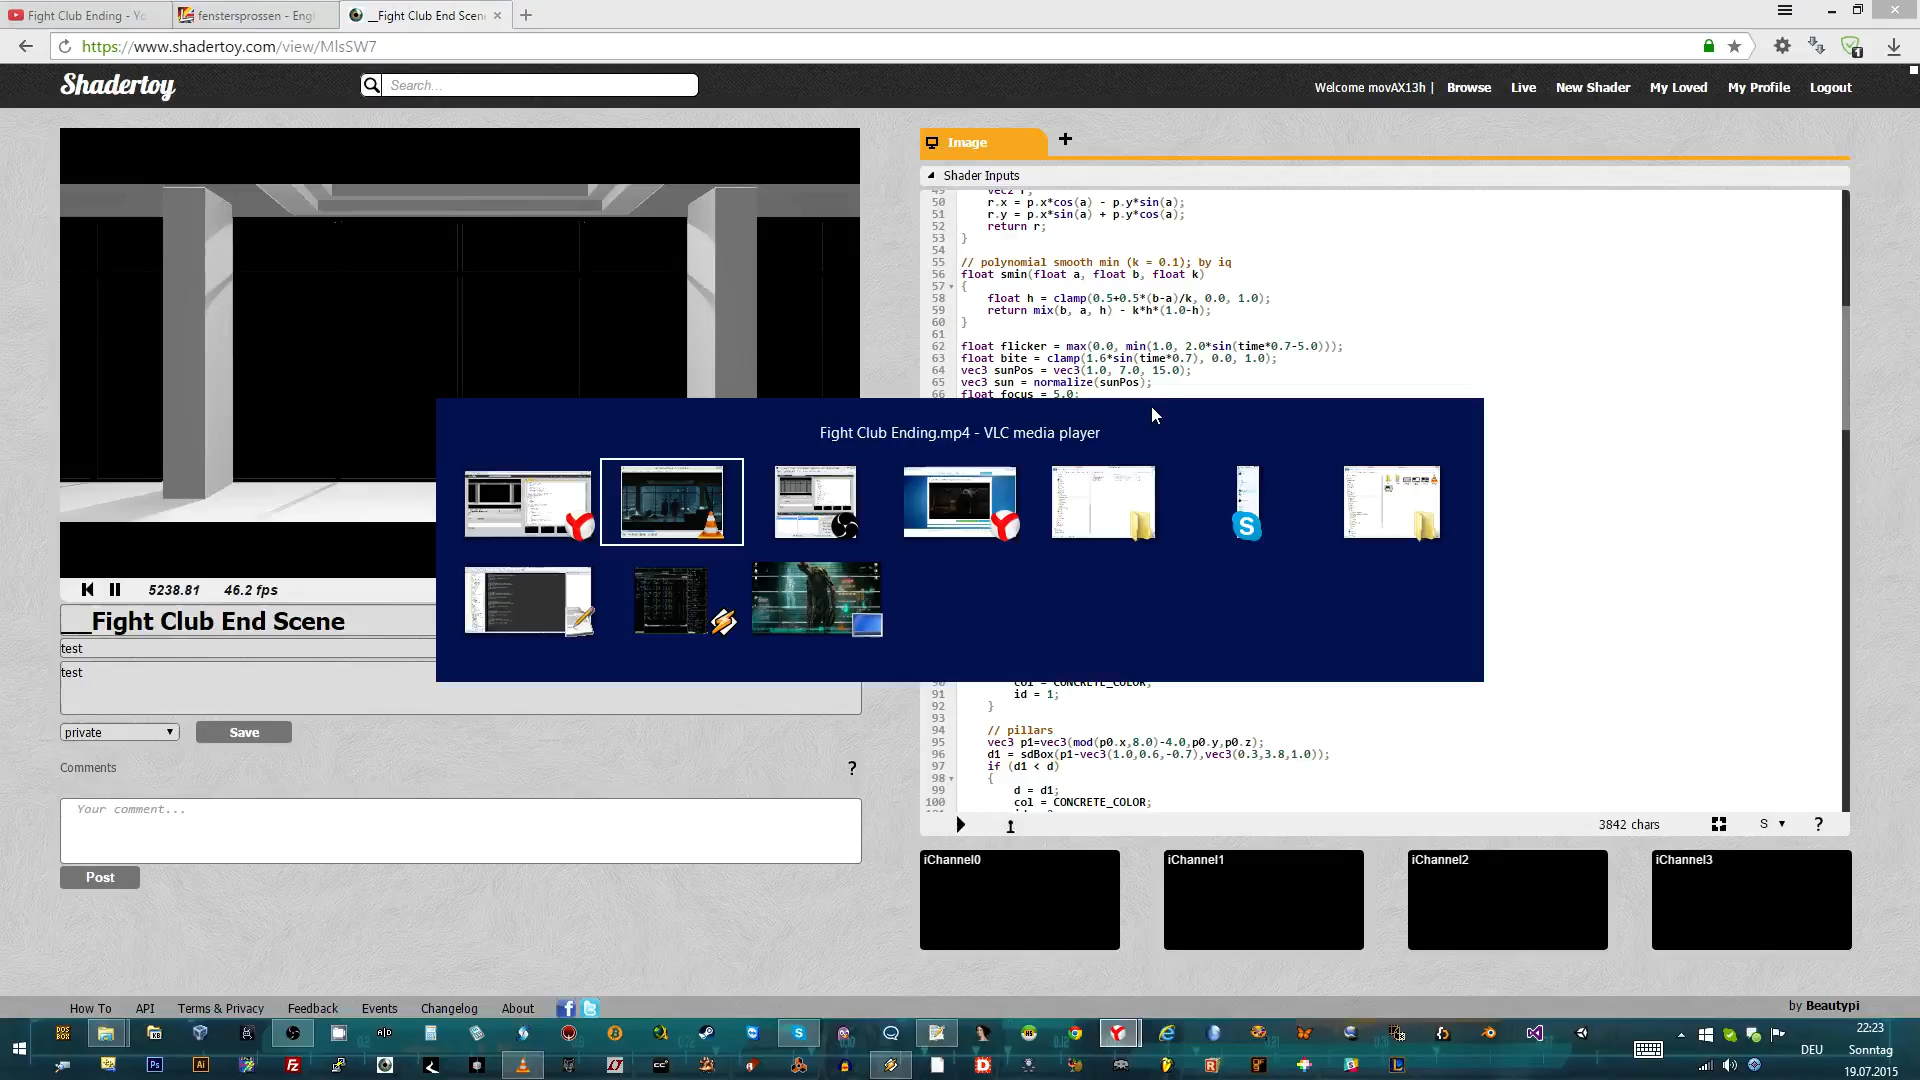 Fight Club Ending - Yo
fenstersprossen - Engl
__Fight Club End Scene
https://www.shadertoy.com/view/MlsSW7
Shadertoy
Search...
Welcome movAX13h |
Browse
Live
New Shader
My Loved
My Profile
Logout
Image
Shader Inputs
49 vec2 r;
50 r.x = p.x*cos(a) - p.y*sin(a);
51 r.y = p.x*sin(a) + p.y*cos(a);
52 return r;
53 }
54
55 // polynomial smooth min (k = 0.1); by iq
56 float smin(float a, float b, float k)
57 {
58 float h = clamp(0.5+0.5*(b-a)/k, 0.0, 1.0);
59 return mix(b, a, h) - k*h*(1.0-h);
60 }
61
62 float flicker = max(0.0, min(1.0, 2.0*sin(time*0.7-5.0)));
63 float bite = clamp(1.6*sin(time*0.7), 0.0, 1.0);
64 vec3 sunPos = vec3(1.0, 7.0, 15.0);
65 vec3 sun = normalize(sunPos);
66 float focus = 5.0;
Fight Club Ending.mp4 - VLC media player
90 col = CONCRETE_COLOR;
91 id = 1;
92 }
93
94 // pillars
95 vec3 p1=vec3(mod(p0.x,8.0)-4.0,p0.y,p0.z);
96 d1 = sdBox(p1-vec3(1.0,0.6,-0.7),vec3(0.3,3.8,1.0));
97 if (d1 < d)
98 {
99 d = d1;
100 col = CONCRETE_COLOR;
5238.81 46.2 fps
__Fight Club End Scene
test
test
private
Save
Comments
?
Your comment...
Post
3842 chars
S
?
iChannel0
iChannel1
iChannel2
iChannel3
How To
API
Terms & Privacy
Feedback
Events
Changelog
About
by Beautypi
22:23
DEU
Sonntag
19.07.2015